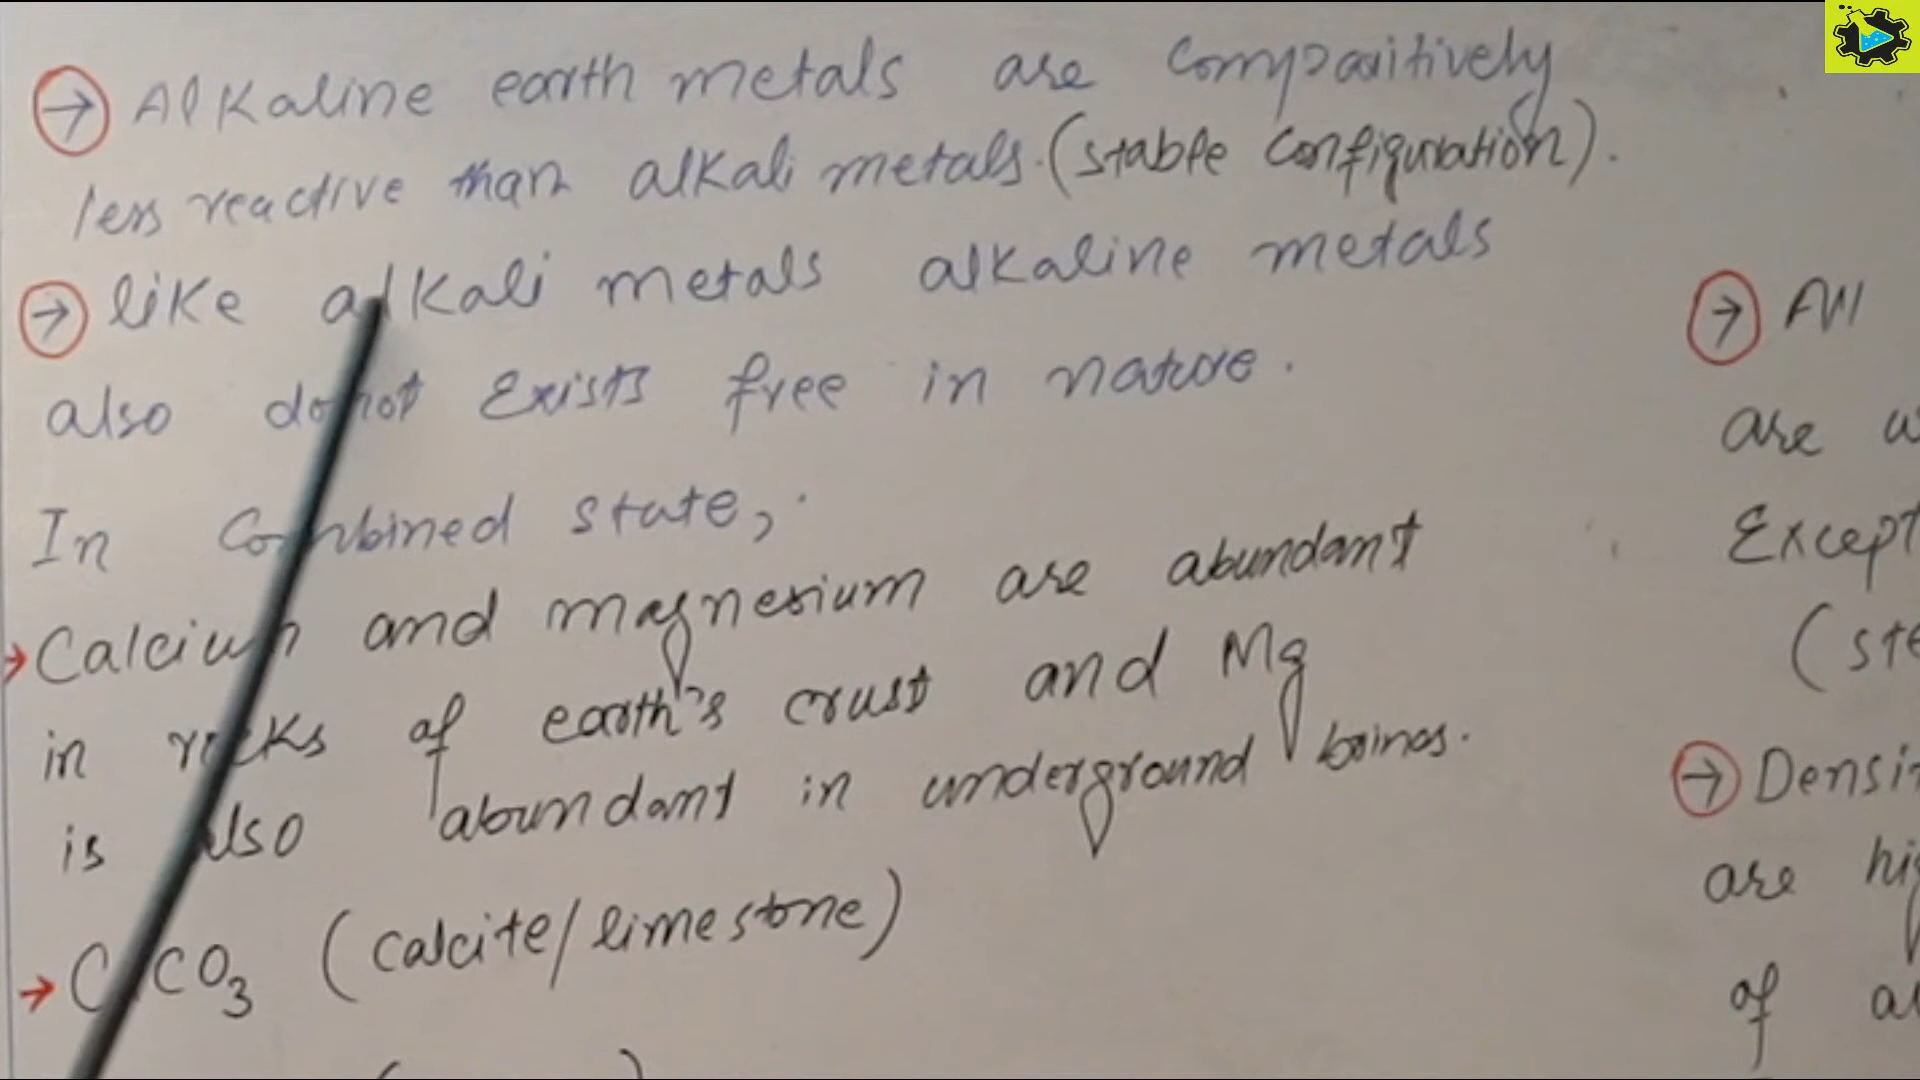 → Alkaline earth metals are comparitively
less reactive than alkali metals. (stable configuration).
→ like alkali metals alkaline metals
also do not Exists free in nature.
In Combined state,
→ Calcium and magnesium are abundant
in rocks of earth's crust and Mg
is also abundant in underground brines.
→ CaCO3 (calcite/limestone)
→ All
are
Except
(
→
are
of